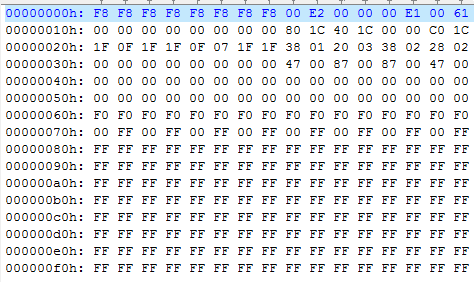 00000000h: F8 F8 F8 F8 F8 F8 F8 F8 00 E2 00 00 00 E1 00 61
00000010h: 00 00 00 00 00 00 00 00 80 1C 40 1C 00 00 C0 1C
00000020h: 1F 0F 1F 1F 0F 07 1F 1F 38 01 20 03 38 02 28 02
00000030h: 00 00 00 00 00 00 00 00 47 00 87 00 87 00 47 00
00000040h: 00 00 00 00 00 00 00 00 00 00 00 00 00 00 00 00
00000050h: 00 00 00 00 00 00 00 00 00 00 00 00 00 00 00 00
00000060h: F0 F0 F0 F0 F0 F0 F0 F0 F0 F0 F0 F0 F0 F0 F0 F0
00000070h: 00 FF 00 FF 00 FF 00 FF 00 FF 00 FF 00 FF 00 FF
00000080h: FF FF FF FF FF FF FF FF FF FF FF FF FF FF FF FF
00000090h: FF FF FF FF FF FF FF FF FF FF FF FF FF FF FF FF
000000a0h: FF FF FF FF FF FF FF FF FF FF FF FF FF FF FF FF
000000b0h: FF FF FF FF FF FF FF FF FF FF FF FF FF FF FF FF
000000c0h: FF FF FF FF FF FF FF FF FF FF FF FF FF FF FF FF
000000d0h: FF FF FF FF FF FF FF FF FF FF FF FF FF FF FF FF
000000e0h: FF FF FF FF FF FF FF FF FF FF FF FF FF FF FF FF
000000f0h: FF FF FF FF FF FF FF FF FF FF FF FF FF FF FF FF